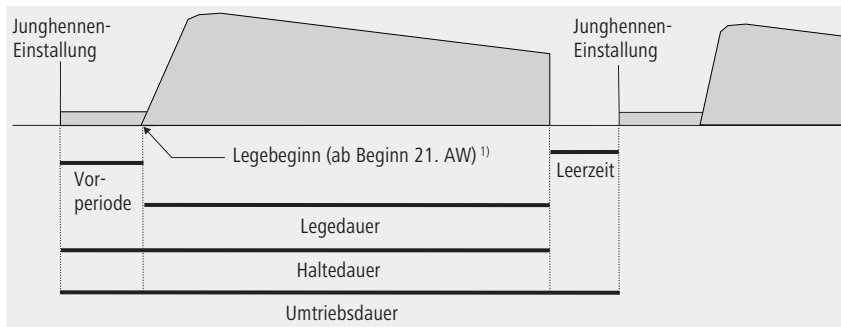 Junghennen-
Einstallung
Junghennen-
Einstallung
Legebeginn (ab Beginn 21. AW) 1)
Vor-
periode
Leerzeit
Legedauer
Haltedauer
Umtriebsdauer